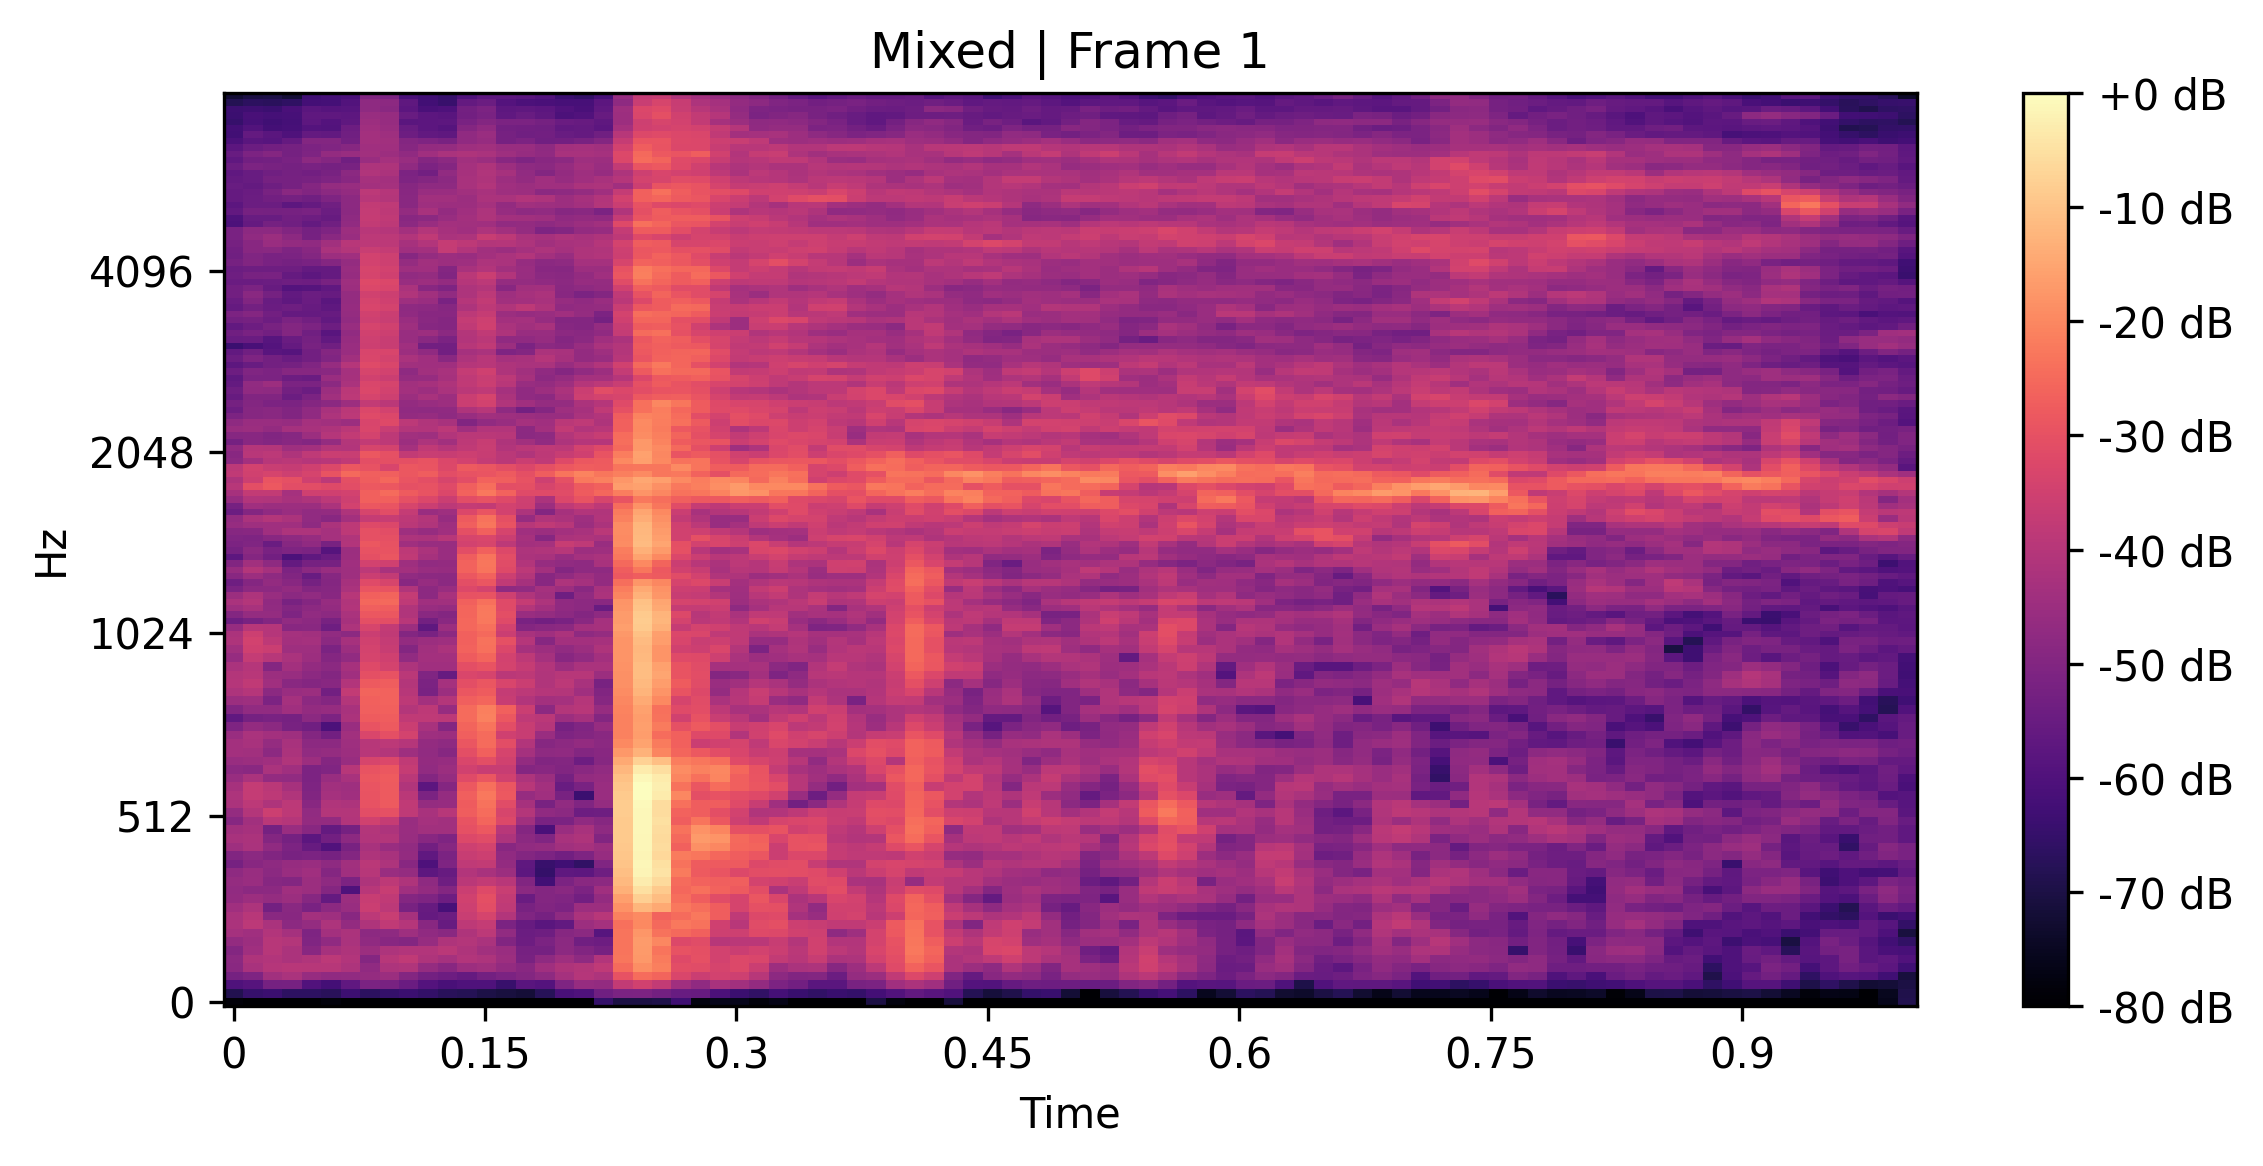 Mixed | Frame 1
Hz
4096
2048
1024
512
0
0 0.15 0.3 0.45 0.6 0.75 0.9
Time
+0 dB
-10 dB
-20 dB
-30 dB
-40 dB
-50 dB
-60 dB
-70 dB
-80 dB